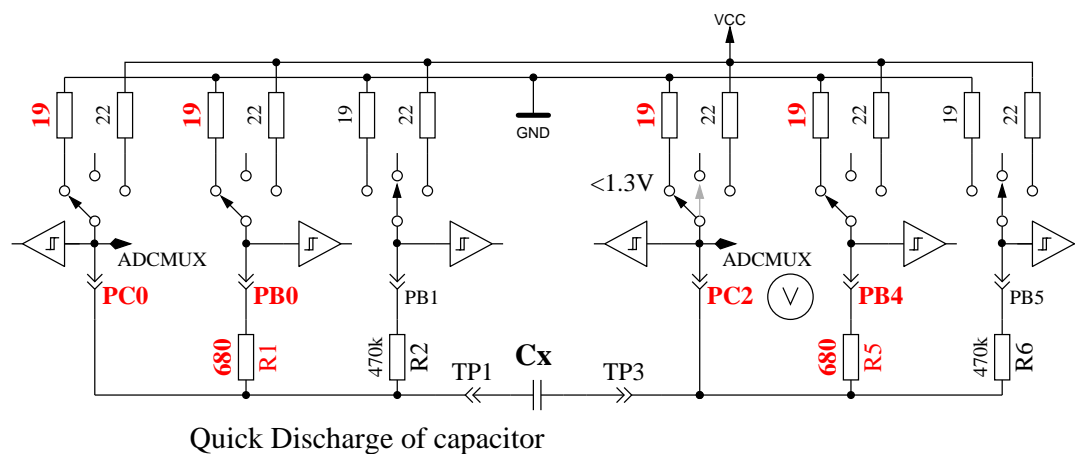 VCC
19 22 19 22 19 22 19 22 19 22 19 22
GND
<1.3V
ADCMUX ADCMUX
PC0 PB0 PB1 PC2 V PB4 PB5
680 R1 470k R2 680 R5 470k R6
TP1 Cx TP3
Quick Discharge of capacitor